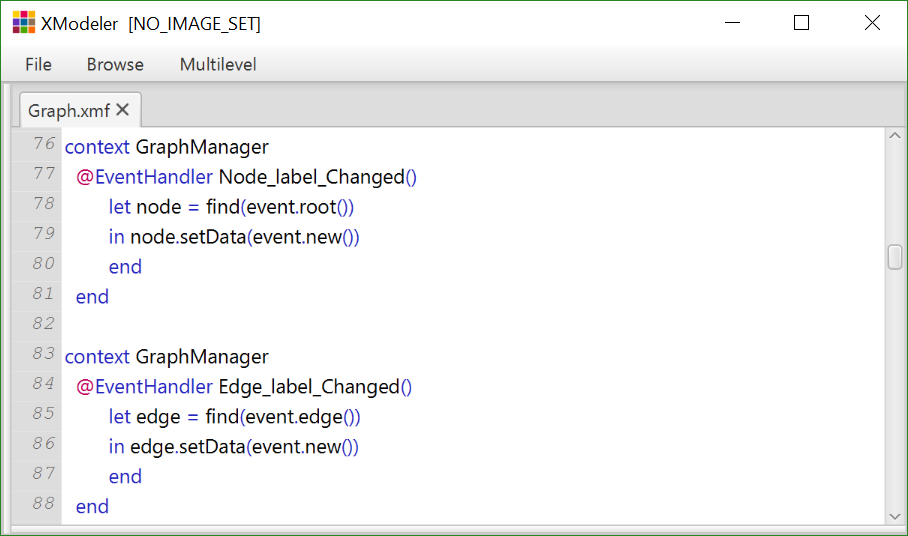 XModeler [NO_IMAGE_SET]
File Browse Multilevel
Graph.xmf
76 context GraphManager
77 @EventHandler Node_label_Changed()
78 let node = find(event.root())
79 in node.setData(event.new())
80 end
81 end
82
83 context GraphManager
84 @EventHandler Edge_label_Changed()
85 let edge = find(event.edge())
86 in edge.setData(event.new())
87 end
88 end